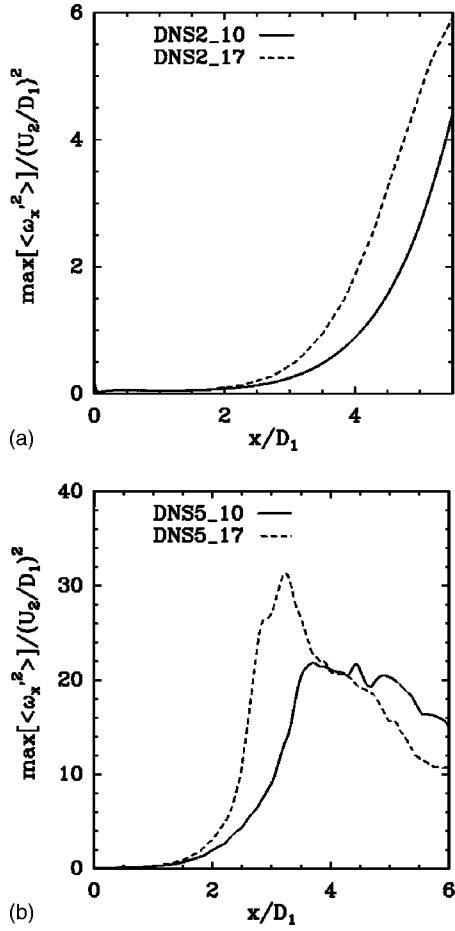 6
DNS2_10
DNS2_17
4
2
0
max[<ω_x'^2>]/(U_2/D_1)^2
0 2 4
x/D_1
(a)
40
DNS5_10
DNS5_17
30
20
10
0
max[<ω_x'^2>]/(U_2/D_1)^2
0 2 4 6
x/D_1
(b)